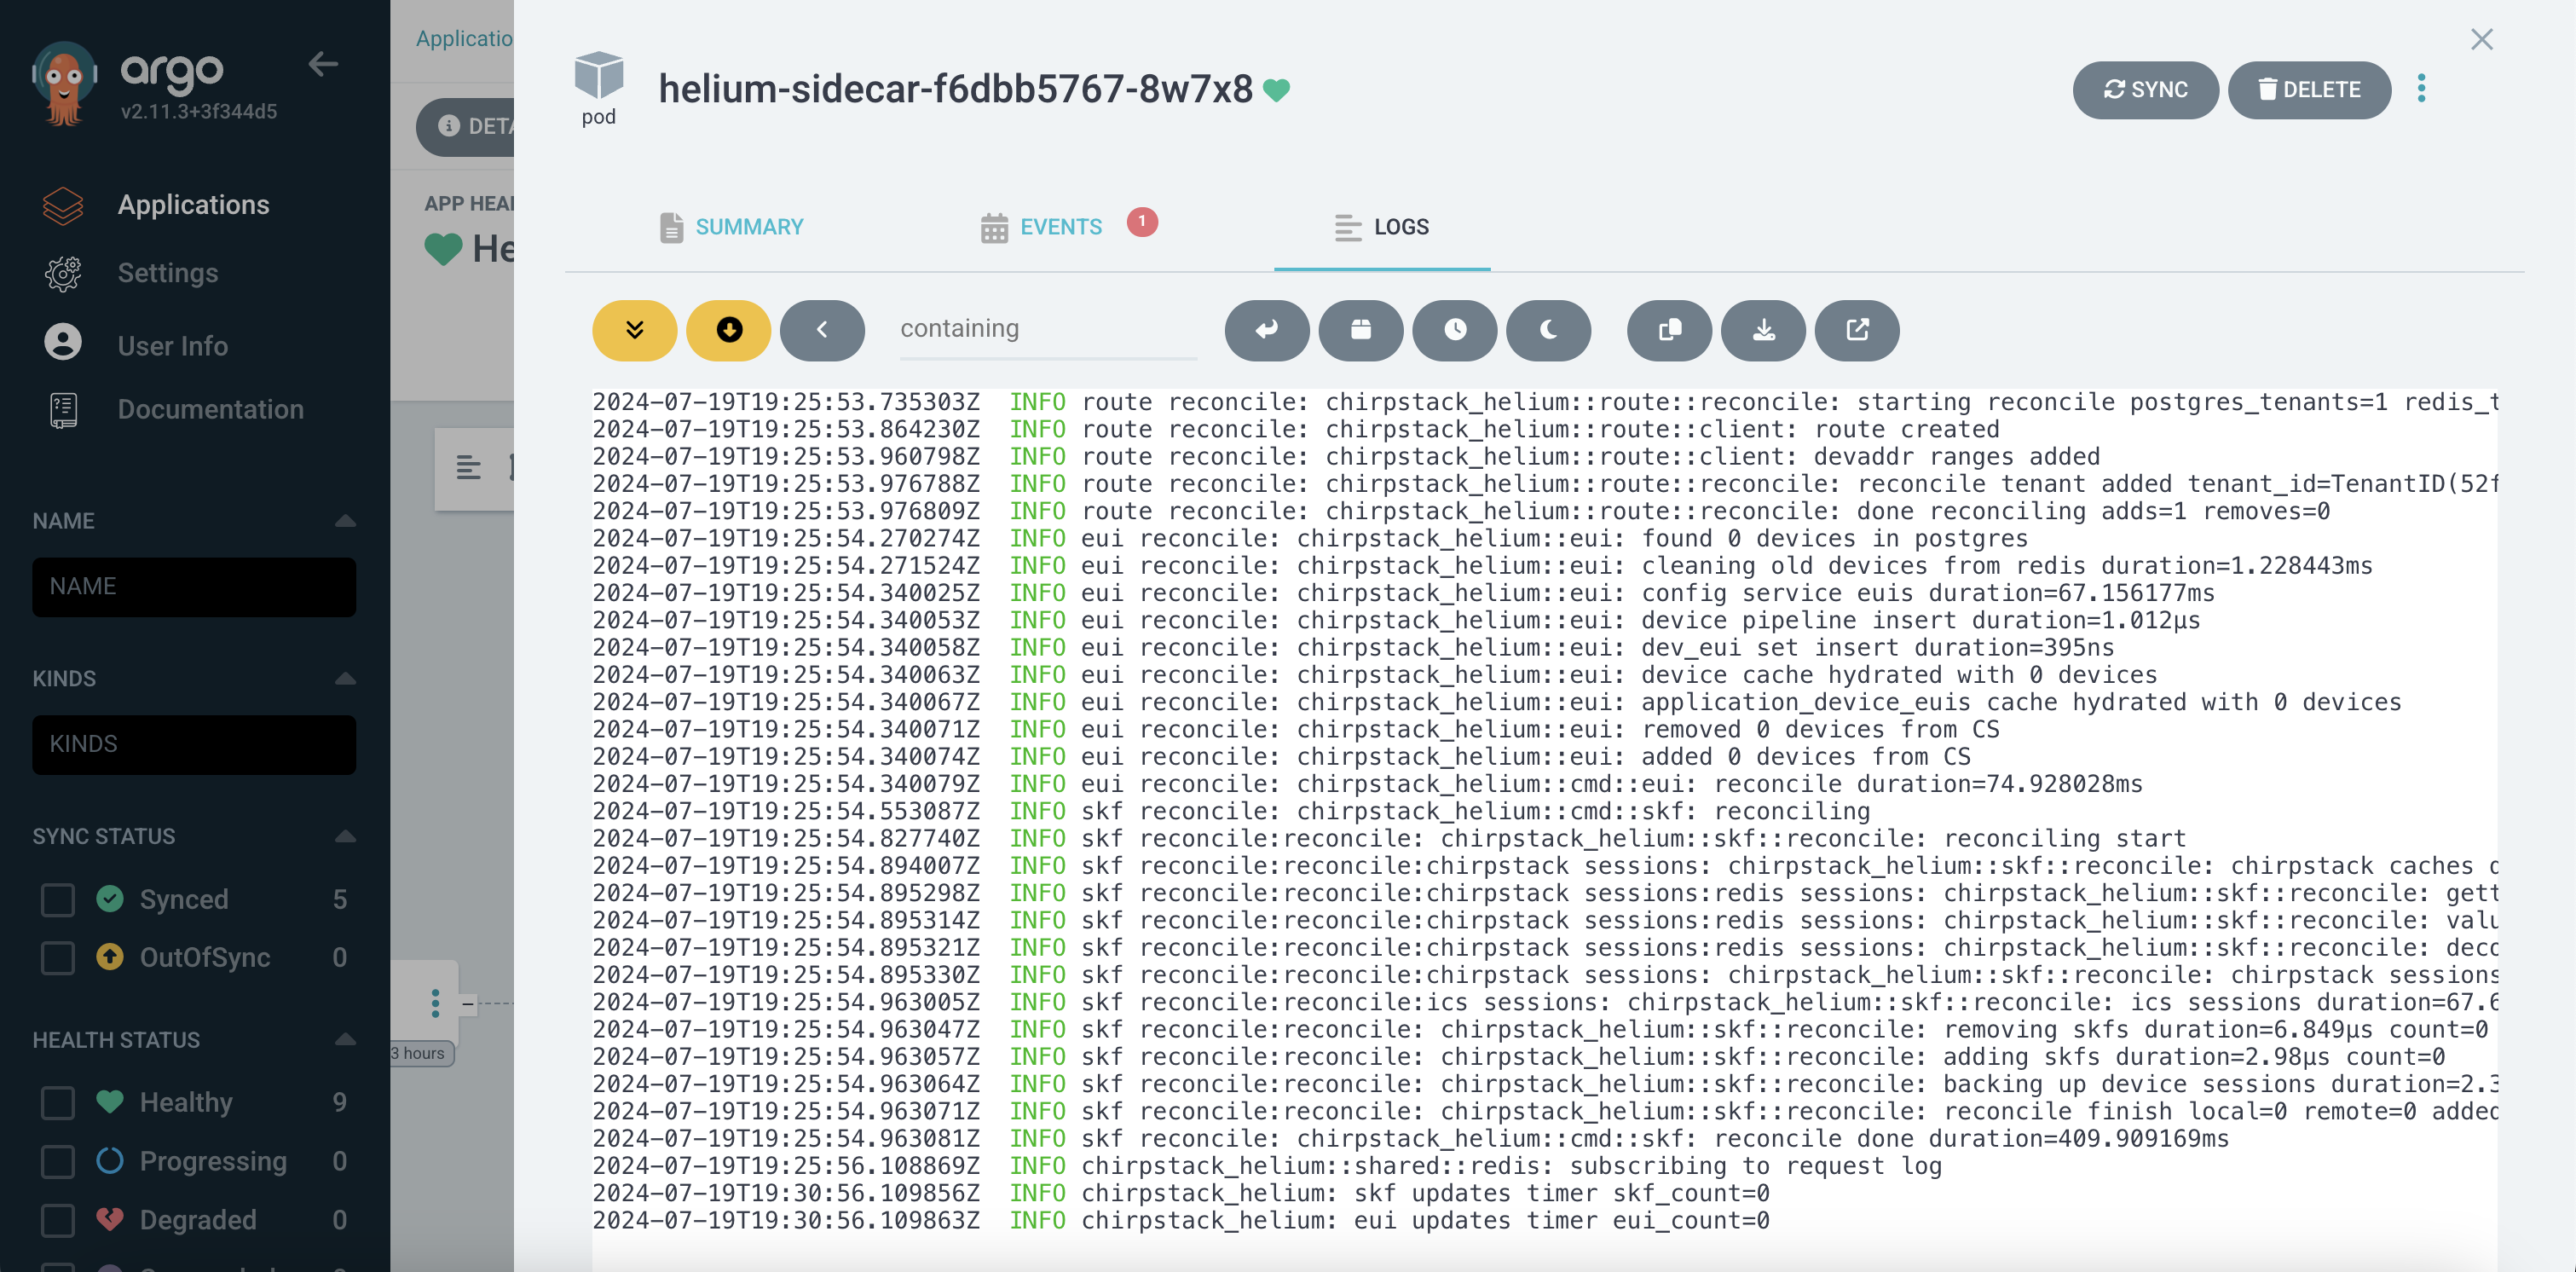 argo
v2.11.3+3f344d5
Applications
Settings
User Info
Documentation
NAME
NAME
KINDS
KINDS
SYNC STATUS
Synced 5
OutOfSync 0
HEALTH STATUS
Healthy 9
Progressing 0
Degraded 0
Applicatio
DETA
APP HEAL
He
3 hours
pod
helium-sidecar-f6dbb5767-8w7x8
SYNC
DELETE
SUMMARY
EVENTS 1
LOGS
containing
2024-07-19T19:25:53.735303Z INFO route reconcile: chirpstack_helium::route::reconcile: starting reconcile postgres_tenants=1 redis_t
2024-07-19T19:25:53.864230Z INFO route reconcile: chirpstack_helium::route::client: route created
2024-07-19T19:25:53.960798Z INFO route reconcile: chirpstack_helium::route::client: devaddr ranges added
2024-07-19T19:25:53.976788Z INFO route reconcile: chirpstack_helium::route::reconcile: reconcile tenant added tenant_id=TenantID(52f
2024-07-19T19:25:53.976809Z INFO route reconcile: chirpstack_helium::route::reconcile: done reconciling adds=1 removes=0
2024-07-19T19:25:54.270274Z INFO eui reconcile: chirpstack_helium::eui: found 0 devices in postgres
2024-07-19T19:25:54.271524Z INFO eui reconcile: chirpstack_helium::eui: cleaning old devices from redis duration=1.228443ms
2024-07-19T19:25:54.340025Z INFO eui reconcile: chirpstack_helium::eui: config service euis duration=67.156177ms
2024-07-19T19:25:54.340053Z INFO eui reconcile: chirpstack_helium::eui: device pipeline insert duration=1.012µs
2024-07-19T19:25:54.340058Z INFO eui reconcile: chirpstack_helium::eui: dev_eui set insert duration=395ns
2024-07-19T19:25:54.340063Z INFO eui reconcile: chirpstack_helium::eui: device cache hydrated with 0 devices
2024-07-19T19:25:54.340067Z INFO eui reconcile: chirpstack_helium::eui: application_device_euis cache hydrated with 0 devices
2024-07-19T19:25:54.340071Z INFO eui reconcile: chirpstack_helium::eui: removed 0 devices from CS
2024-07-19T19:25:54.340074Z INFO eui reconcile: chirpstack_helium::eui: added 0 devices from CS
2024-07-19T19:25:54.340079Z INFO eui reconcile: chirpstack_helium::cmd::eui: reconcile duration=74.928028ms
2024-07-19T19:25:54.553087Z INFO skf reconcile: chirpstack_helium::cmd::skf: reconciling
2024-07-19T19:25:54.827740Z INFO skf reconcile:reconcile: chirpstack_helium::skf::reconcile: reconciling start
2024-07-19T19:25:54.894007Z INFO skf reconcile:reconcile:chirpstack sessions: chirpstack_helium::skf::reconcile: chirpstack caches d
2024-07-19T19:25:54.895298Z INFO skf reconcile:reconcile:chirpstack sessions:redis sessions: chirpstack_helium::skf::reconcile: gett
2024-07-19T19:25:54.895314Z INFO skf reconcile:reconcile:chirpstack sessions:redis sessions: chirpstack_helium::skf::reconcile: valu
2024-07-19T19:25:54.895321Z INFO skf reconcile:reconcile:chirpstack sessions:redis sessions: chirpstack_helium::skf::reconcile: deco
2024-07-19T19:25:54.895330Z INFO skf reconcile:reconcile:chirpstack sessions: chirpstack_helium::skf::reconcile: chirpstack sessions
2024-07-19T19:25:54.963005Z INFO skf reconcile:reconcile:ics sessions: chirpstack_helium::skf::reconcile: ics sessions duration=67.6
2024-07-19T19:25:54.963047Z INFO skf reconcile:reconcile: chirpstack_helium::skf::reconcile: removing skfs duration=6.849µs count=0
2024-07-19T19:25:54.963057Z INFO skf reconcile:reconcile: chirpstack_helium::skf::reconcile: adding skfs duration=2.98µs count=0
2024-07-19T19:25:54.963064Z INFO skf reconcile:reconcile: chirpstack_helium::skf::reconcile: backing up device sessions duration=2.3
2024-07-19T19:25:54.963071Z INFO skf reconcile:reconcile: chirpstack_helium::skf::reconcile: reconcile finish local=0 remote=0 added
2024-07-19T19:25:54.963081Z INFO skf reconcile: chirpstack_helium::cmd::skf: reconcile done duration=409.909169ms
2024-07-19T19:25:56.108869Z INFO chirpstack_helium::shared::redis: subscribing to request log
2024-07-19T19:30:56.109856Z INFO chirpstack_helium: skf updates timer skf_count=0
2024-07-19T19:30:56.109863Z INFO chirpstack_helium: eui updates timer eui_count=0